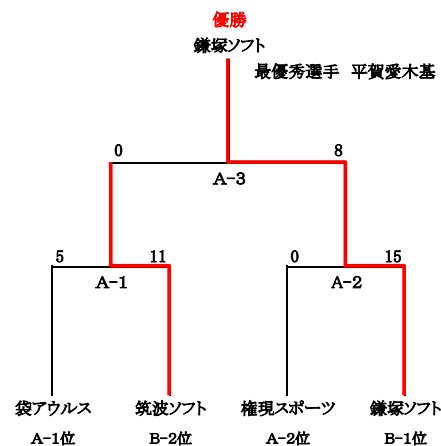 優勝
鎌塚ソフト
最優秀選手 平賀愛木基
0 8
A-3
5 11 0 15
A-1 A-2
袋アウルス 筑波ソフト 権現スポーツ 鎌塚ソフト
A-1位 B-2位 A-2位 B-1位